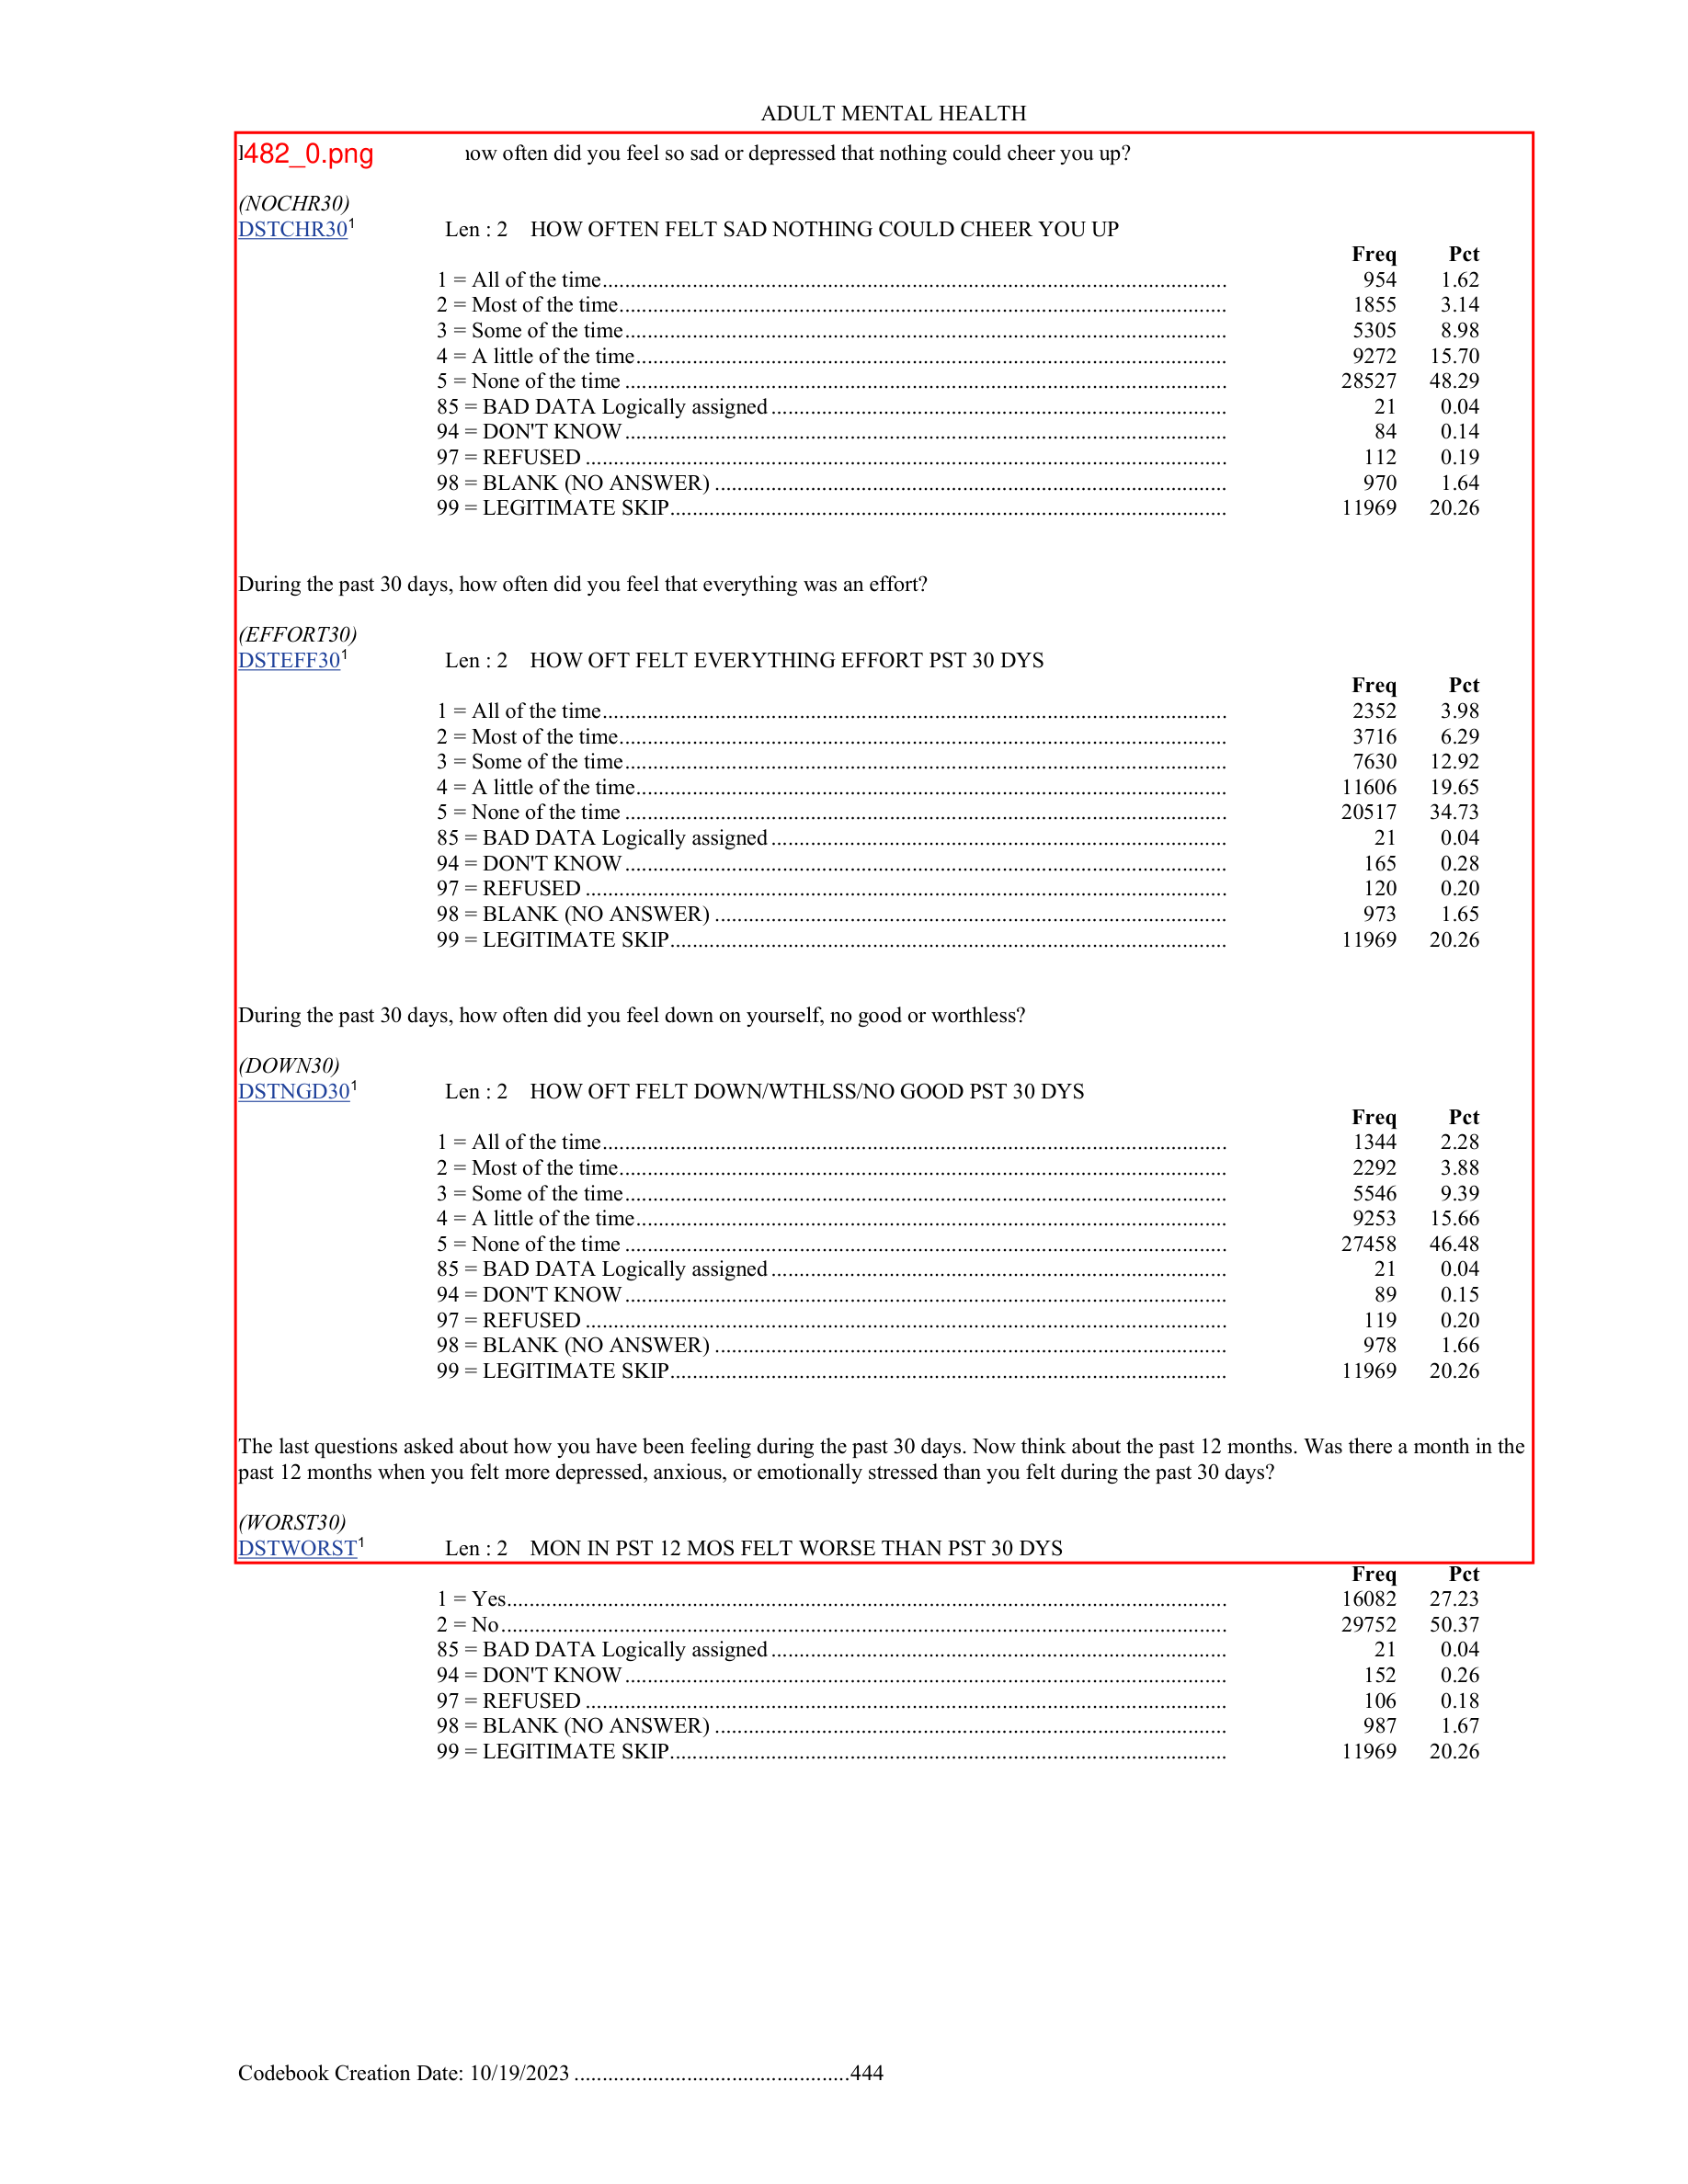 ADULT MENTAL HEALTH
482_0.png how often did you feel so sad or depressed that nothing could cheer you up?
(NOCHR30)
DSTCHR30¹ Len : 2 HOW OFTEN FELT SAD NOTHING COULD CHEER YOU UP
Freq Pct
1 = All of the time 954 1.62
2 = Most of the time 1855 3.14
3 = Some of the time 5305 8.98
4 = A little of the time 9272 15.70
5 = None of the time 28527 48.29
85 = BAD DATA Logically assigned 21 0.04
94 = DON'T KNOW 84 0.14
97 = REFUSED 112 0.19
98 = BLANK (NO ANSWER) 970 1.64
99 = LEGITIMATE SKIP 11969 20.26
During the past 30 days, how often did you feel that everything was an effort?
(EFFORT30)
DSTEFF30¹ Len : 2 HOW OFT FELT EVERYTHING EFFORT PST 30 DYS
Freq Pct
1 = All of the time 2352 3.98
2 = Most of the time 3716 6.29
3 = Some of the time 7630 12.92
4 = A little of the time 11606 19.65
5 = None of the time 20517 34.73
85 = BAD DATA Logically assigned 21 0.04
94 = DON'T KNOW 165 0.28
97 = REFUSED 120 0.20
98 = BLANK (NO ANSWER) 973 1.65
99 = LEGITIMATE SKIP 11969 20.26
During the past 30 days, how often did you feel down on yourself, no good or worthless?
(DOWN30)
DSTNGD30¹ Len : 2 HOW OFT FELT DOWN/WTHLSS/NO GOOD PST 30 DYS
Freq Pct
1 = All of the time 1344 2.28
2 = Most of the time 2292 3.88
3 = Some of the time 5546 9.39
4 = A little of the time 9253 15.66
5 = None of the time 27458 46.48
85 = BAD DATA Logically assigned 21 0.04
94 = DON'T KNOW 89 0.15
97 = REFUSED 119 0.20
98 = BLANK (NO ANSWER) 978 1.66
99 = LEGITIMATE SKIP 11969 20.26
The last questions asked about how you have been feeling during the past 30 days. Now think about the past 12 months. Was there a month in the
past 12 months when you felt more depressed, anxious, or emotionally stressed than you felt during the past 30 days?
(WORST30)
DSTWORST¹ Len : 2 MON IN PST 12 MOS FELT WORSE THAN PST 30 DYS
Freq Pct
1 = Yes 16082 27.23
2 = No 29752 50.37
85 = BAD DATA Logically assigned 21 0.04
94 = DON'T KNOW 152 0.26
97 = REFUSED 106 0.18
98 = BLANK (NO ANSWER) 987 1.67
99 = LEGITIMATE SKIP 11969 20.26
Codebook Creation Date: 10/19/2023 444